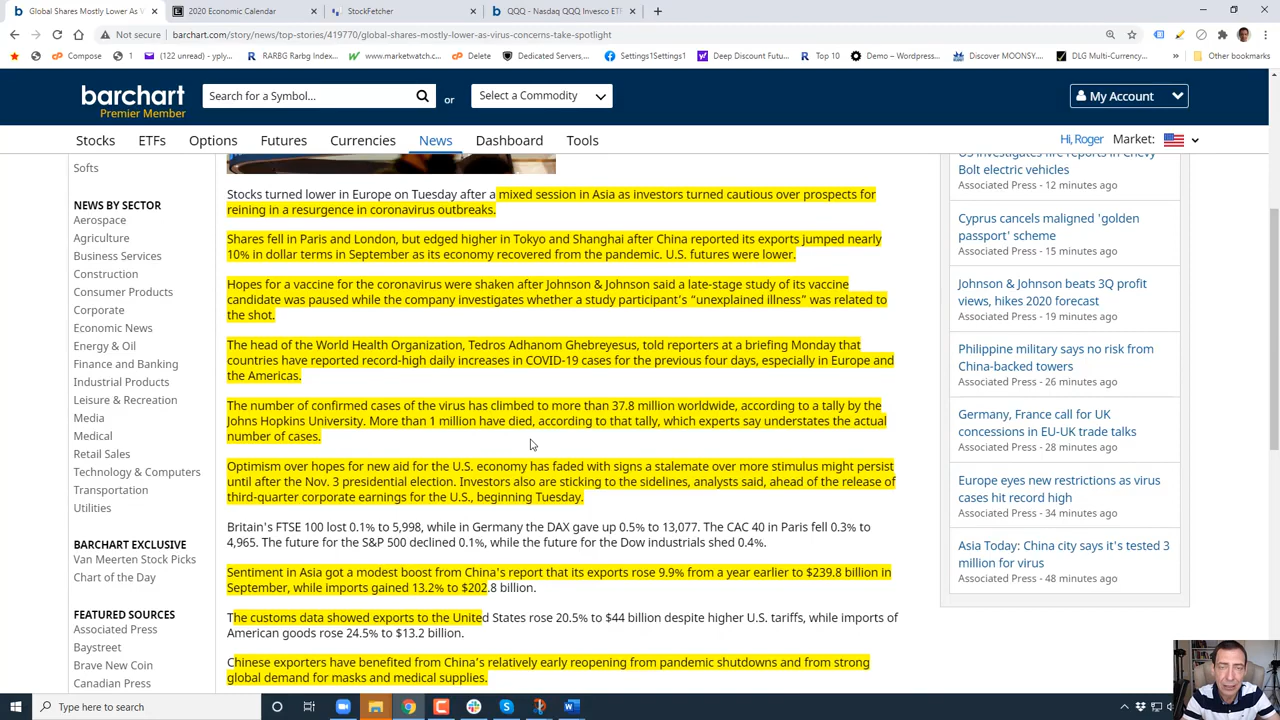 Global Shares Mostly Lower As V
2020 Economic Calendar
StockFetcher
QQQ - Nasdaq QQQ Invesco ETF
Not secure
barchart.com/story/news/top-stories/419770/global-shares-mostly-lower-as-virus-concerns-take-spotlight
Compose
1
(122 unread) - yply...
RARBG Rarbg Index...
www.marketwatch...
Delete
Dedicated Servers,...
Settings1Settings1
Deep Discount Futu...
Top 10
Demo – Wordpress...
Discover MOONSY...
DLG Multi-Currency...
Other bookmarks
barchart
Premier Member
Search for a Symbol...
or
Select a Commodity
My Account
Stocks
ETFs
Options
Futures
Currencies
News
Dashboard
Tools
Hi, Roger
Market:
Softs
NEWS BY SECTOR
Aerospace
Agriculture
Business Services
Construction
Consumer Products
Corporate
Economic News
Energy & Oil
Finance and Banking
Industrial Products
Leisure & Recreation
Media
Medical
Retail Sales
Technology & Computers
Transportation
Utilities
BARCHART EXCLUSIVE
Van Meerten Stock Picks
Chart of the Day
FEATURED SOURCES
Associated Press
Baystreet
Brave New Coin
Canadian Press
Stocks turned lower in Europe on Tuesday after a mixed session in Asia as investors turned cautious over prospects for
reining in a resurgence in coronavirus outbreaks.
Shares fell in Paris and London, but edged higher in Tokyo and Shanghai after China reported its exports jumped nearly
10% in dollar terms in September as its economy recovered from the pandemic. U.S. futures were lower.
Hopes for a vaccine for the coronavirus were shaken after Johnson & Johnson said a late-stage study of its vaccine
candidate was paused while the company investigates whether a study participant's “unexplained illness” was related to
the shot.
The head of the World Health Organization, Tedros Adhanom Ghebreyesus, told reporters at a briefing Monday that
countries have reported record-high daily increases in COVID-19 cases for the previous four days, especially in Europe and
the Americas.
The number of confirmed cases of the virus has climbed to more than 37.8 million worldwide, according to a tally by the
Johns Hopkins University. More than 1 million have died, according to that tally, which experts say understates the actual
number of cases.
Optimism over hopes for new aid for the U.S. economy has faded with signs a stalemate over more stimulus might persist
until after the Nov. 3 presidential election. Investors also are sticking to the sidelines, analysts said, ahead of the release of
third-quarter corporate earnings for the U.S., beginning Tuesday.
Britain's FTSE 100 lost 0.1% to 5,998, while in Germany the DAX gave up 0.5% to 13,077. The CAC 40 in Paris fell 0.3% to
4,965. The future for the S&P 500 declined 0.1%, while the future for the Dow industrials shed 0.4%.
Sentiment in Asia got a modest boost from China's report that its exports rose 9.9% from a year earlier to $239.8 billion in
September, while imports gained 13.2% to $202.8 billion.
The customs data showed exports to the United States rose 20.5% to $44 billion despite higher U.S. tariffs, while imports of
American goods rose 24.5% to $13.2 billion.
Chinese exporters have benefited from China's relatively early reopening from pandemic shutdowns and from strong
global demand for masks and medical supplies.
US investigates fire reports in Chevy
Bolt electric vehicles
Associated Press - 12 minutes ago
Cyprus cancels maligned 'golden
passport' scheme
Associated Press - 15 minutes ago
Johnson & Johnson beats 3Q profit
views, hikes 2020 forecast
Associated Press - 19 minutes ago
Philippine military says no risk from
China-backed towers
Associated Press - 26 minutes ago
Germany, France call for UK
concessions in EU-UK trade talks
Associated Press - 28 minutes ago
Europe eyes new restrictions as virus
cases hit record high
Associated Press - 34 minutes ago
Asia Today: China city says it's tested 3
million for virus
Associated Press - 48 minutes ago
Type here to search